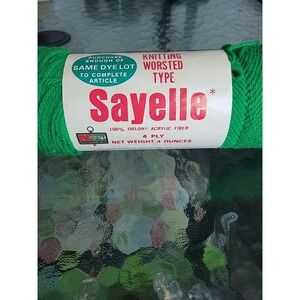 PURCHASE
ENOUGH OF
SAME DYE LOT
TO COMPLETE
ARTICLE
KNITTING
WORSTED
TYPE
Sayelle*
100% ORLON® ACRYLIC FIBER
4 PLY
NET WEIGHT 4 OUNCES